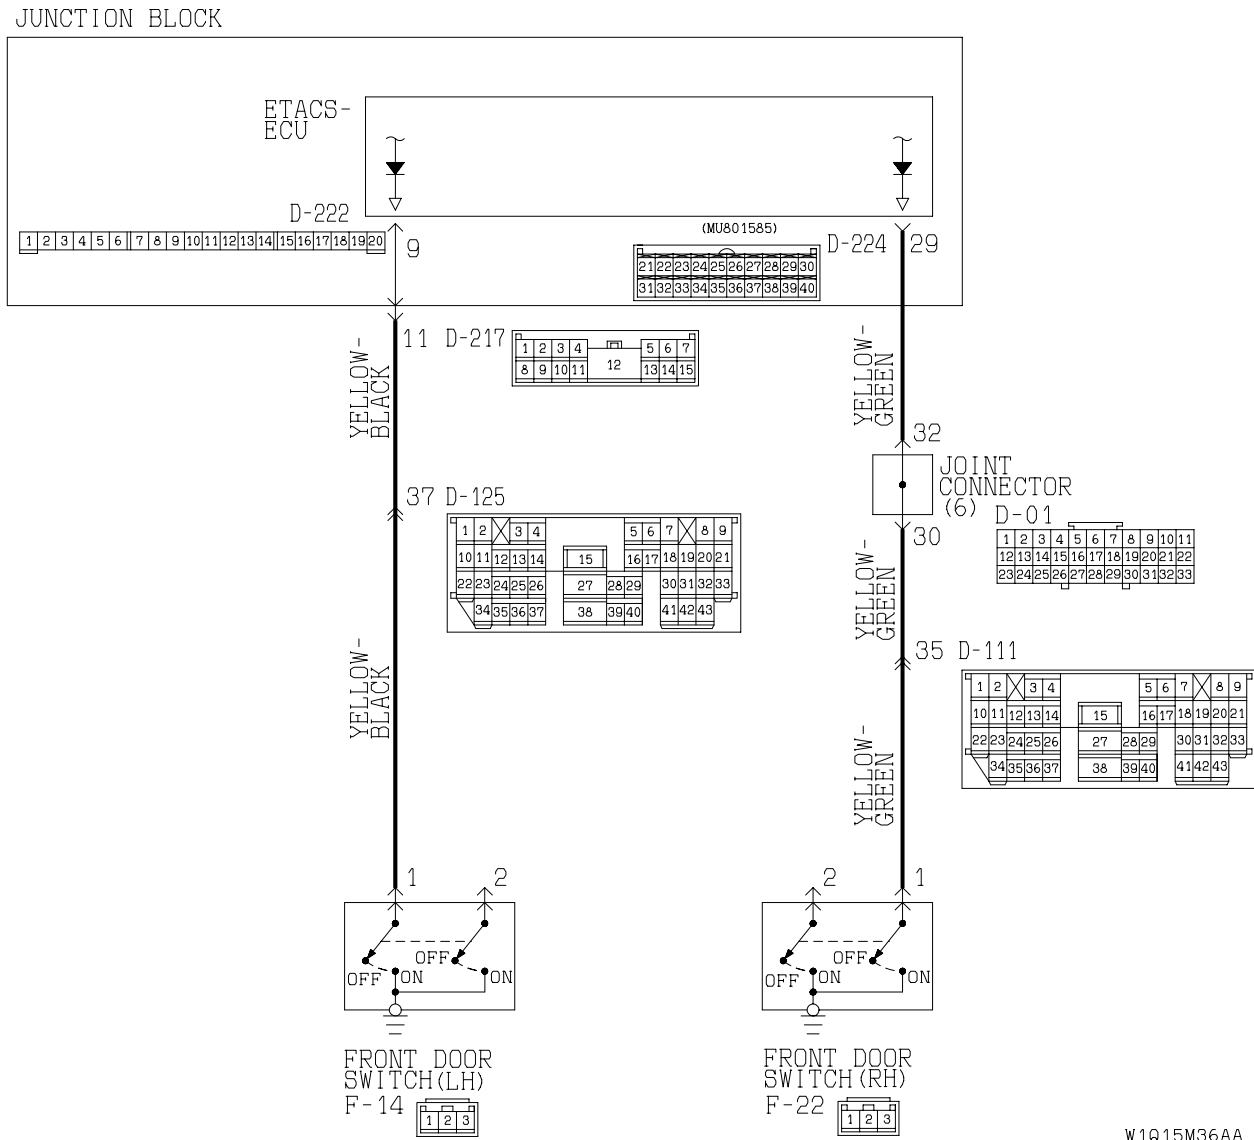 JUNCTION BLOCK
ETACS-
ECU
D-222
1 2 3 4 5 6 7 8 9 10 11 12 13 14 15 16 17 18 19 20
9
(MU801585)
D-224 29
21 22 23 24 25 26 27 28 29 30
31 32 33 34 35 36 37 38 39 40
11 D-217
1 2 3 4 5 6 7
8 9 10 11 12 13 14 15
YELLOW-
BLACK
YELLOW-
GREEN
32
JOINT
CONNECTOR
(6)
D-01
30
1 2 3 4 5 6 7 8 9 10 11
12 13 14 15 16 17 18 19 20 21 22
23 24 25 26 27 28 29 30 31 32 33
37 D-125
1 2 3 4 5 6 7 8 9
10 11 12 13 14 15 16 17 18 19 20 21
22 23 24 25 26 27 28 29 30 31 32 33
34 35 36 37 38 39 40 41 42 43
YELLOW-
GREEN
35 D-111
1 2 3 4 5 6 7 8 9
10 11 12 13 14 15 16 17 18 19 20 21
22 23 24 25 26 27 28 29 30 31 32 33
34 35 36 37 38 39 40 41 42 43
YELLOW-
BLACK
YELLOW-
GREEN
1 2
OFF OFF
ON ON
FRONT DOOR
SWITCH(LH)
F-14
1 2 3
2 1
OFF OFF
ON ON
FRONT DOOR
SWITCH(RH)
F-22
1 2 3
W1Q15M36AA